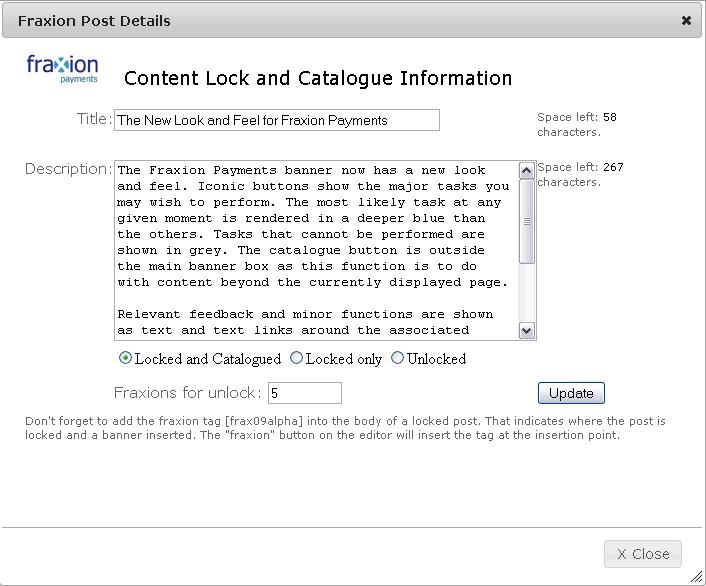 Fraxion Post Details
fraxion
payments
Content Lock and Catalogue Information
Title: The New Look and Feel for Fraxion Payments
Space left: 58
characters.
Description:
The Fraxion Payments banner now has a new look
and feel. Iconic buttons show the major tasks you
may wish to perform. The most likely task at any
given moment is rendered in a deeper blue than
the others. Tasks that cannot be performed are
shown in grey. The catalogue button is outside
the main banner box as this function is to do
with content beyond the currently displayed page.
Relevant feedback and minor functions are shown
as text and text links around the associated
Space left: 267
characters.
Locked and Catalogued Locked only Unlocked
Fraxions for unlock: 5 Update
Don't forget to add the fraxion tag [frax09alpha] into the body of a locked post. That indicates where the post is
locked and a banner inserted. The "fraxion" button on the editor will insert the tag at the insertion point.
X Close